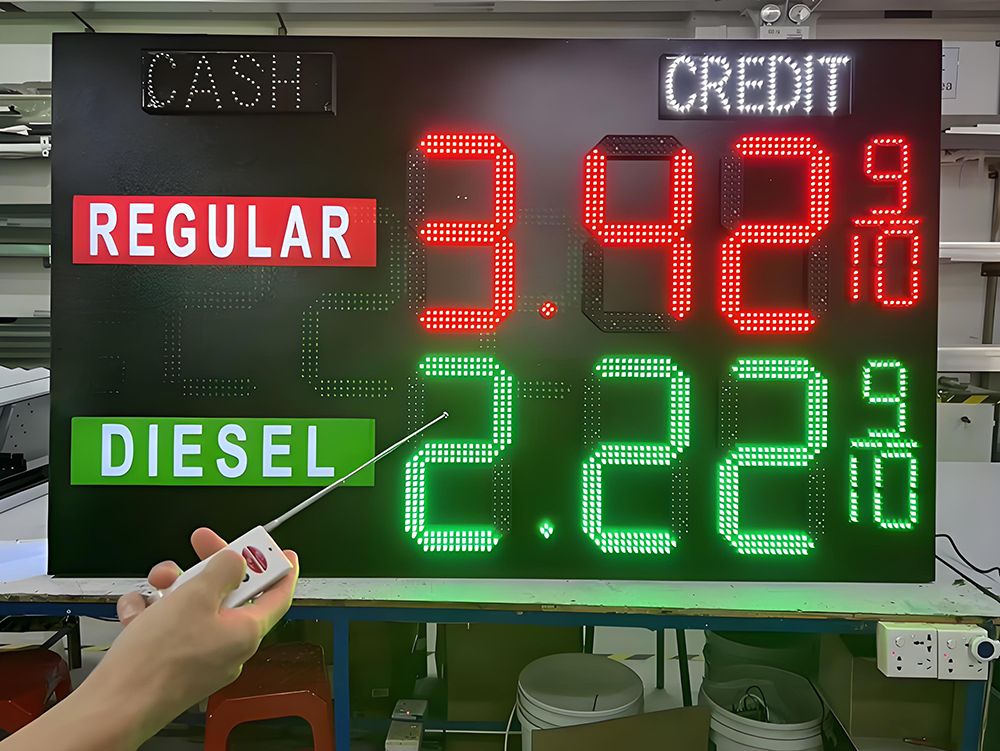 CASH CREDIT
REGULAR 3.42 9/10
DIESEL 2.22 9/10